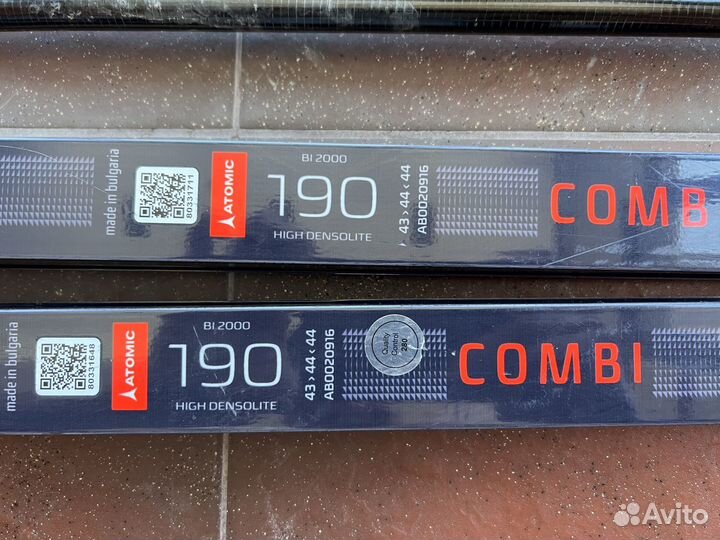 made in bulgaria
80331711
ATOMIC
BI 2000
190
HIGH DENSOLITE
43 › 44 ‹ 44
AB0020916
COMB
made in bulgaria
80331648
ATOMIC
BI 2000
190
HIGH DENSOLITE
43 › 44 ‹ 44
AB0020916
Quality
Control
280
COMBI
Avito